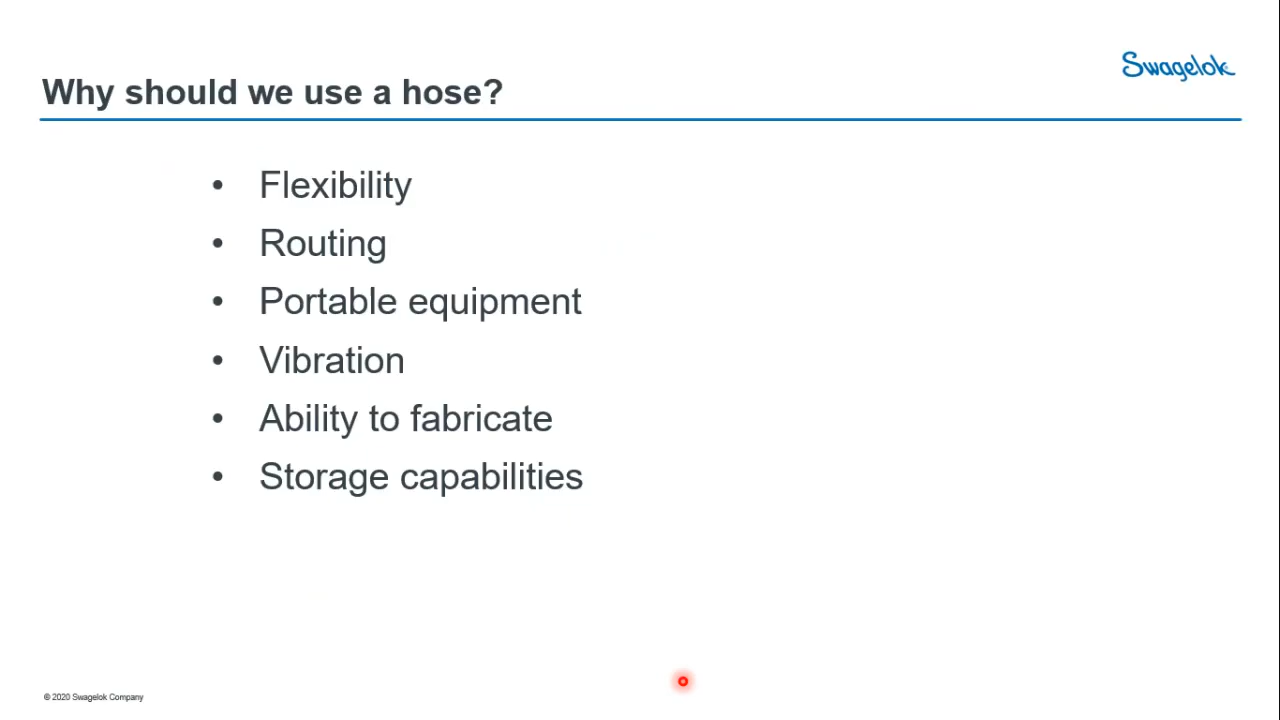 Swagelok
Why should we use a hose?
• Flexibility
• Routing
• Portable equipment
• Vibration
• Ability to fabricate
• Storage capabilities
© 2020 Swagelok Company